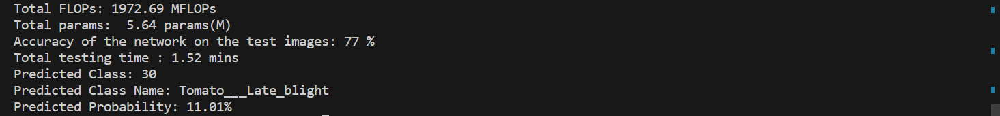 Total FLOPs: 1972.69 MFLOPs
Total params:  5.64 params(M)
Accuracy of the network on the test images: 77 %
Total testing time : 1.52 mins
Predicted Class: 30
Predicted Class Name: Tomato___Late_blight
Predicted Probability: 11.01%